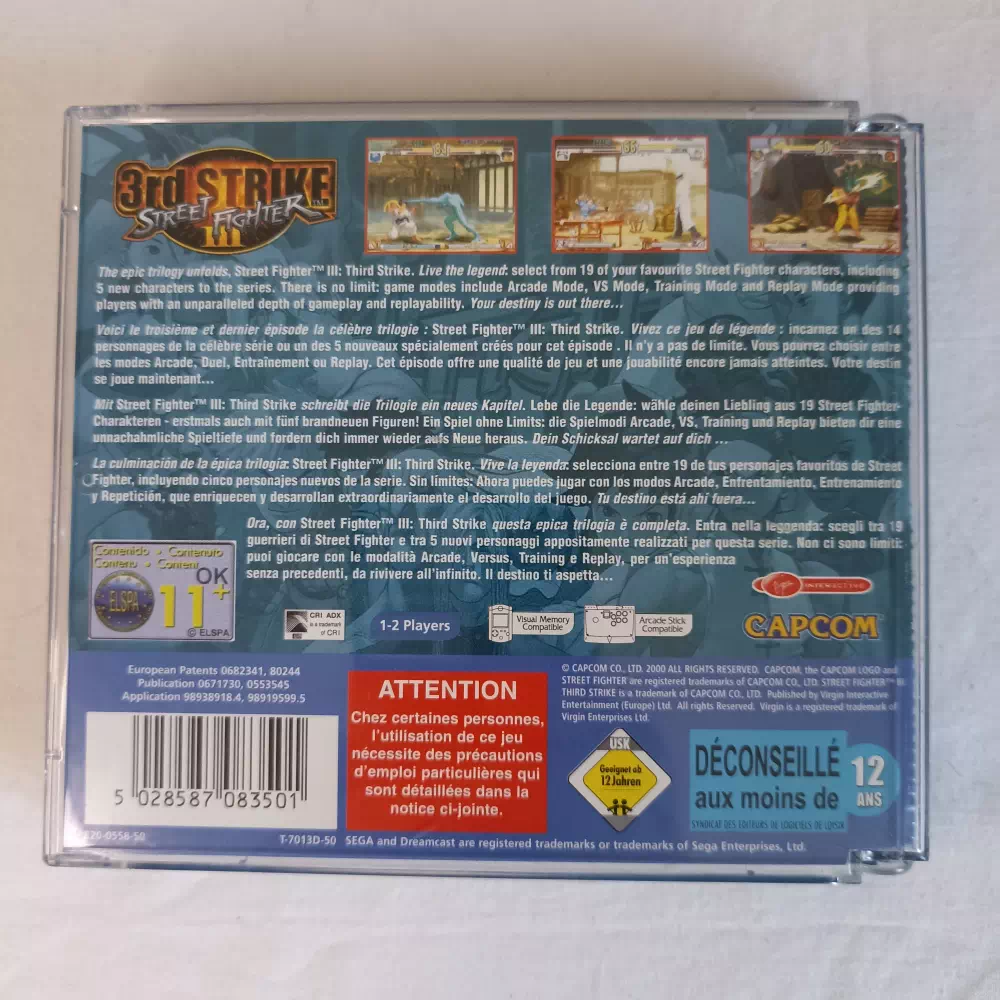 3rd STRIKE™
STREET FIGHTER
III
The epic trilogy unfolds, Street Fighter™ III: Third Strike. Live the legend: select from 19 of your favourite Street Fighter characters, including
5 new characters to the series. There is no limit: game modes include Arcade Mode, VS Mode, Training Mode and Replay Mode providing
players with an unparalleled depth of gameplay and replayability. Your destiny is out there...
Voici le troisième et dernier épisode la célèbre trilogie : Street Fighter™ III: Third Strike. Vivez ce jeu de légende : incarnez un des 14
personnages de la célèbre série ou un des 5 nouveaux spécialement créés pour cet épisode . Il n'y a pas de limite. Vous pourrez choisir entre
les modes Arcade, Duel, Entraînement ou Replay. Cet épisode offre une qualité de jeu et une jouabilité encore jamais atteintes. Votre destin
se joue maintenant...
Mit Street Fighter™ III: Third Strike schreibt die Trilogie ein neues Kapitel. Lebe die Legende: wähle deinen Liebling aus 19 Street Fighter-
Charakteren - erstmals auch mit fünf brandneuen Figuren! Ein Spiel ohne Limits: die Spielmodi Arcade, VS, Training und Replay bieten dir eine
unnachahmliche Spieltiefe und fordern dich immer wieder aufs Neue heraus. Dein Schicksal wartet auf dich ...
La culminación de la épica trilogia: Street Fighter™ III: Third Strike. Vive la leyenda: selecciona entre 19 de tus personajes favoritos de Street
Fighter, incluyendo cinco personajes nuevos de la serie. Sin limites: Ahora puedes jugar con los modos Arcade, Enfrentamiento, Entrenamiento
y Repetición, que enriquecen y desarrollan extraordinariamente el desarrollo del juego. Tu destino está ahi fuera...
Ora, con Street Fighter™ III: Third Strike questa epica trilogia è completa. Entra nella leggenda: scegli tra 19
guerrieri di Street Fighter e tra 5 nuovi personaggi appositamente realizzati per questa serie. Non ci sono limiti:
puoi giocare con le modalità Arcade, Versus, Training e Replay, per un'esperienza
senza precedenti, da rivivere all'infinito. Il destino ti aspetta...
Contenido • Contenuto
Contenu • Content
OK
ELSPA
11+
© ELSPA
CRI ADX
is a trademark
of CRI
1-2 Players
Visual Memory
Compatible
Arcade Stick
Compatible
Virgin INTERACTIVE
CAPCOM
European Patents 0682341, 80244
Publication 0671730, 0553545
Application 98938918.4, 98919599.5
5 028587 083501
ATTENTION
Chez certaines personnes,
l'utilisation de ce jeu
nécessite des précautions
d'emploi particulières qui
sont détaillées dans la
notice ci-jointe.
© CAPCOM CO., LTD. 2000 ALL RIGHTS RESERVED. CAPCOM, the CAPCOM LOGO and
STREET FIGHTER are registered trademarks of CAPCOM CO., LTD. STREET FIGHTER™ III
THIRD STRIKE is a trademark of CAPCOM CO., LTD. Published by Virgin Interactive
Entertainment (Europe) Ltd. All rights Reserved. Virgin is a registered trademark of
Virgin Enterprises Ltd.
USK
Geeignet ab
12 Jahren
DÉCONSEILLÉ
aux moins de
12
ANS
SYNDICAT DES EDITEURS DE LOGICIELS DE LOISIR
T-7013D-50 SEGA and Dreamcast are registered trademarks or trademarks of Sega Enterprises, Ltd.